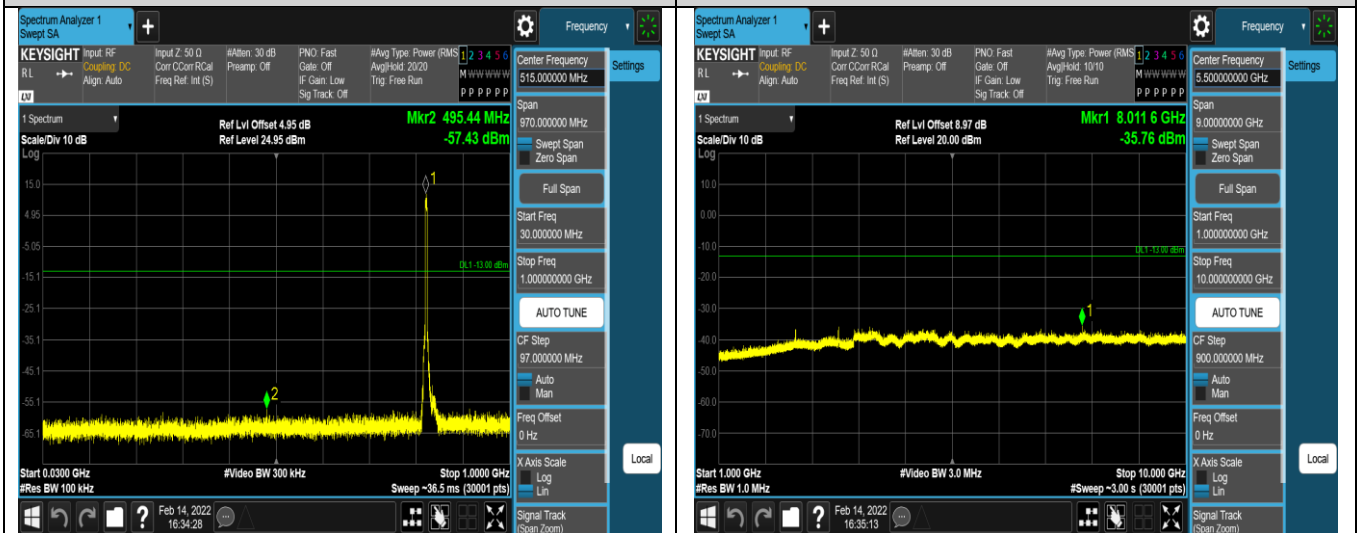 Spectrum Analyzer 1
Swept SA
+
Frequency
KEYSIGHT
RL
LXI
Input: RF
Coupling: DC
Align: Auto
Input Z: 50 Ω
Corr CCorr RCal
Freq Ref: Int (S)
#Atten: 30 dB
Preamp: Off
PNO: Fast
Gate: Off
IF Gain: Low
Sig Track: Off
#Avg Type: Power (RMS
Avg|Hold: 20/20
Trig: Free Run
1 2 3 4 5 6
M W W W W W
P P P P P P
1 Spectrum
Scale/Div 10 dB
Log
Ref Lvl Offset 4.95 dB
Ref Level 24.95 dBm
Mkr2 495.44 MHz
-57.43 dBm
15.0
4.95
-5.05
-15.1
-25.1
-35.1
-45.1
-55.1
-65.1
1
2
DL1 -13.00 dBm
Start 0.0300 GHz
#Res BW 100 kHz
#Video BW 300 kHz
Stop 1.0000 GHz
Sweep ~36.5 ms (30001 pts)
Center Frequency
515.000000 MHz
Span
970.000000 MHz
Swept Span
Zero Span
Full Span
Start Freq
30.000000 MHz
Stop Freq
1.000000000 GHz
AUTO TUNE
CF Step
97.000000 MHz
Auto
Man
Freq Offset
0 Hz
X Axis Scale
Log
Lin
Signal Track
(Span Zoom)
Settings
Local
?
Feb 14, 2022
16:34:28
Spectrum Analyzer 1
Swept SA
+
Frequency
KEYSIGHT
RL
LXI
Input: RF
Coupling: DC
Align: Auto
Input Z: 50 Ω
Corr CCorr RCal
Freq Ref: Int (S)
#Atten: 30 dB
Preamp: Off
PNO: Fast
Gate: Off
IF Gain: Low
Sig Track: Off
#Avg Type: Power (RMS
Avg|Hold: 10/10
Trig: Free Run
1 2 3 4 5 6
M W W W W W
P P P P P P
1 Spectrum
Scale/Div 10 dB
Log
Ref Lvl Offset 8.97 dB
Ref Level 20.00 dBm
Mkr1 8.011 6 GHz
-35.76 dBm
10.0
0.00
-10.0
-20.0
-30.0
-40.0
-50.0
-60.0
-70.0
1
DL1 -13.00 dBm
Start 1.000 GHz
#Res BW 1.0 MHz
#Video BW 3.0 MHz
Stop 10.000 GHz
#Sweep ~3.00 s (30001 pts)
Center Frequency
5.500000000 GHz
Span
9.00000000 GHz
Swept Span
Zero Span
Full Span
Start Freq
1.000000000 GHz
Stop Freq
10.000000000 GHz
AUTO TUNE
CF Step
900.000000 MHz
Auto
Man
Freq Offset
0 Hz
X Axis Scale
Log
Lin
Signal Track
(Span Zoom)
Settings
Local
?
Feb 14, 2022
16:35:13